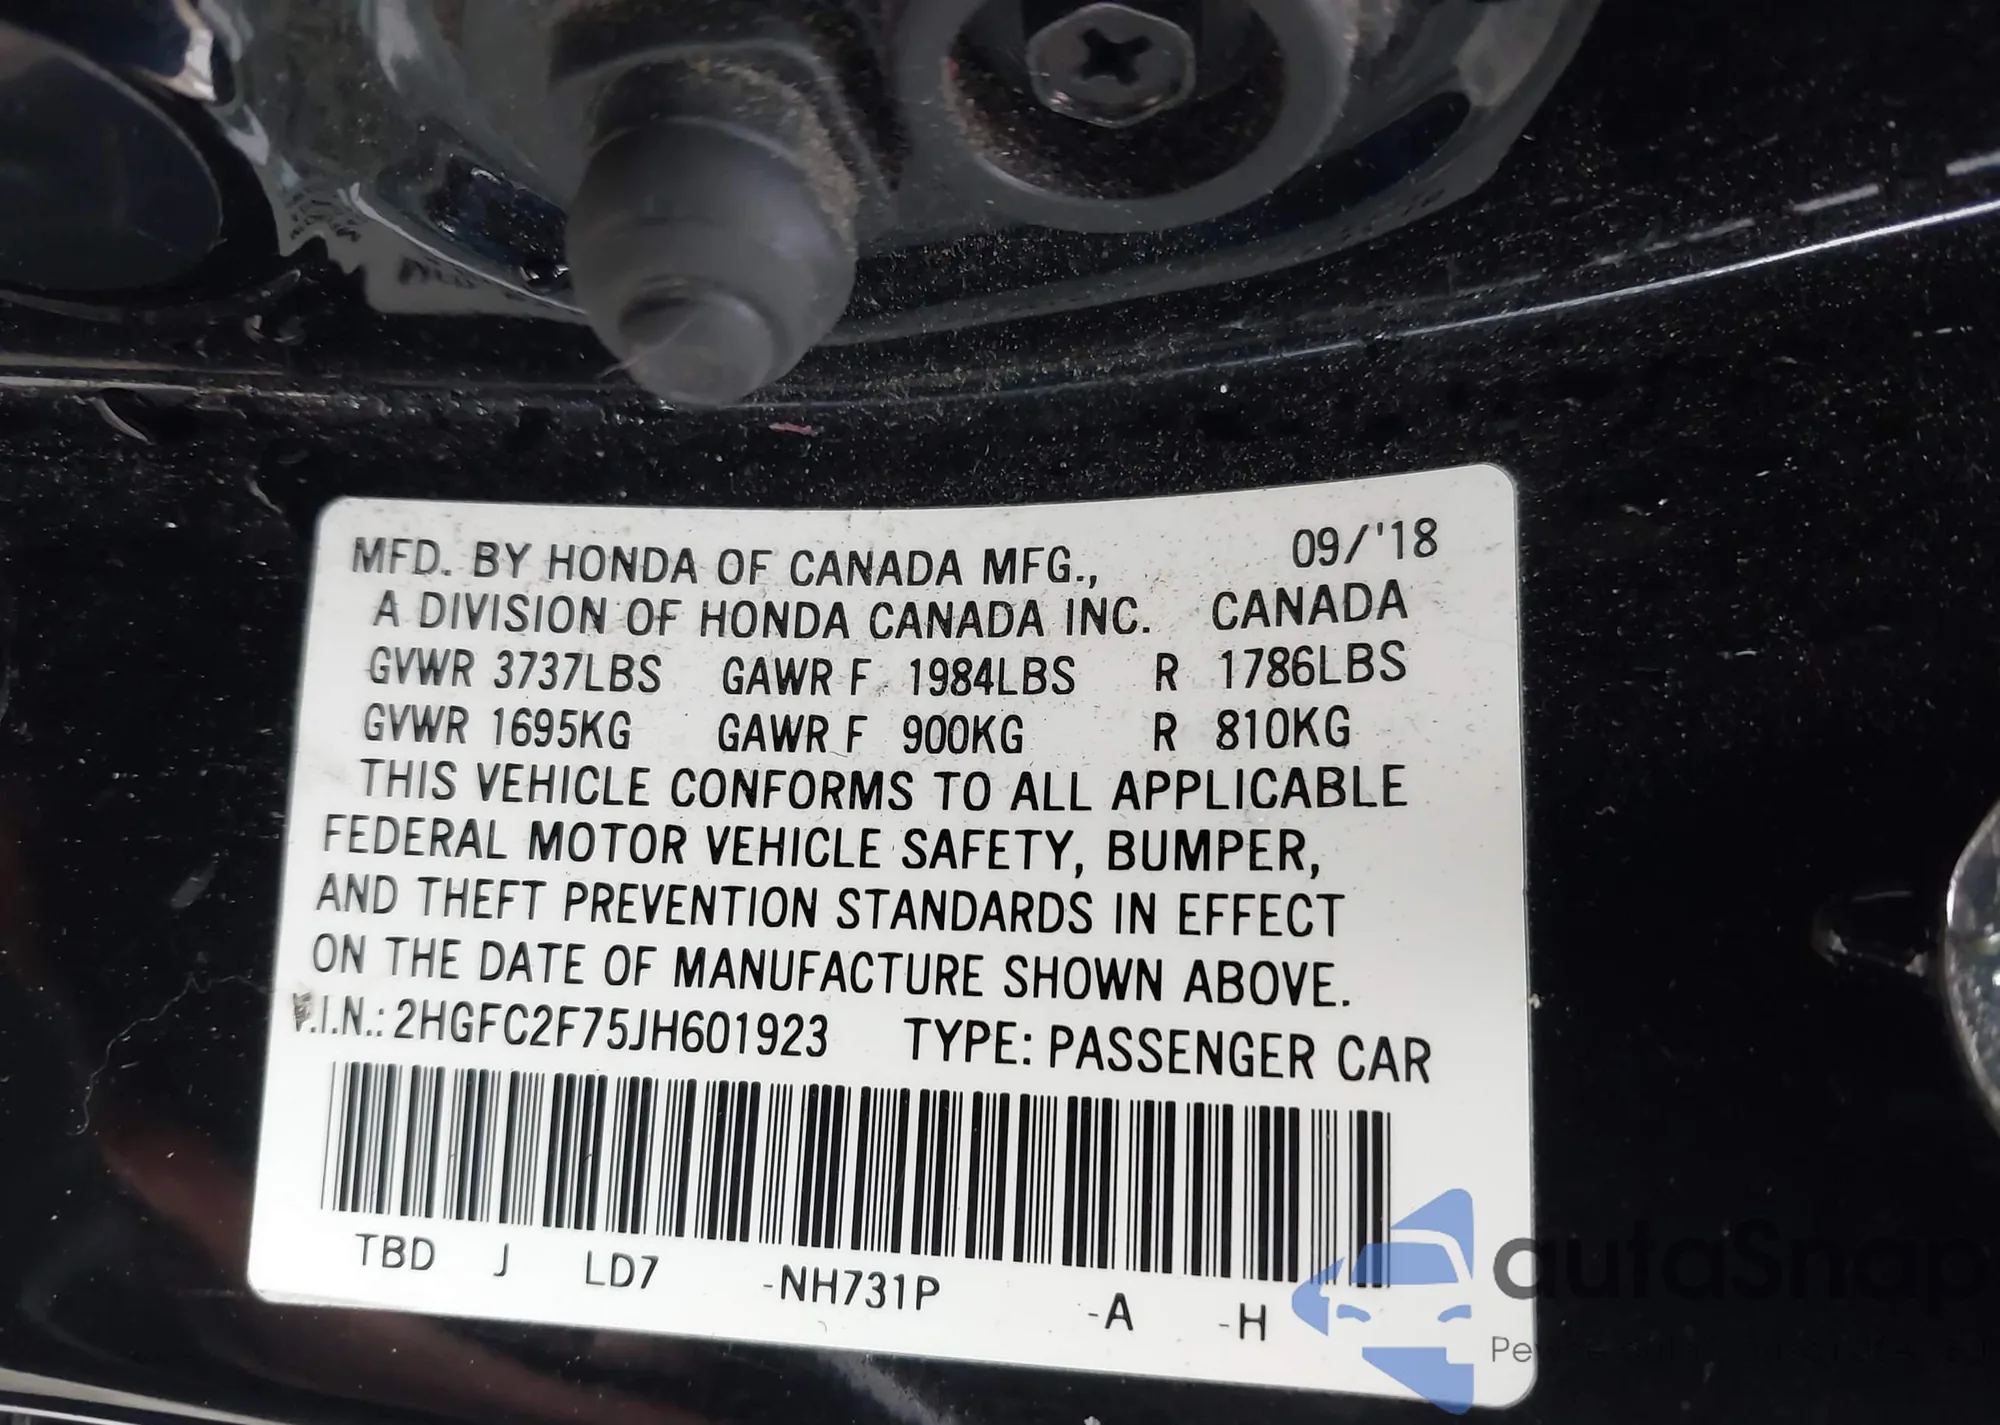 MFD. BY HONDA OF CANADA MFG., 09/'18
A DIVISION OF HONDA CANADA INC. CANADA
GVWR 3737LBS GAWR F 1984LBS R 1786LBS
GVWR 1695KG GAWR F 900KG R 810KG
THIS VEHICLE CONFORMS TO ALL APPLICABLE
FEDERAL MOTOR VEHICLE SAFETY, BUMPER,
AND THEFT PREVENTION STANDARDS IN EFFECT
ON THE DATE OF MANUFACTURE SHOWN ABOVE.
V.I.N.: 2HGFC2F75JH601923 TYPE: PASSENGER CAR
TBD J LD7 -NH731P -A -H
autaSnap